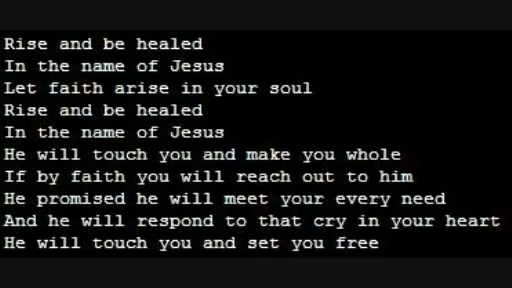 Rise and be healed
In the name of Jesus
Let faith arise in your soul
Rise and be healed
In the name of Jesus
He will touch you and make you whole
If by faith you will reach out to him
He promised he will meet your every need
And he will respond to that cry in your heart
He will touch you and set you free